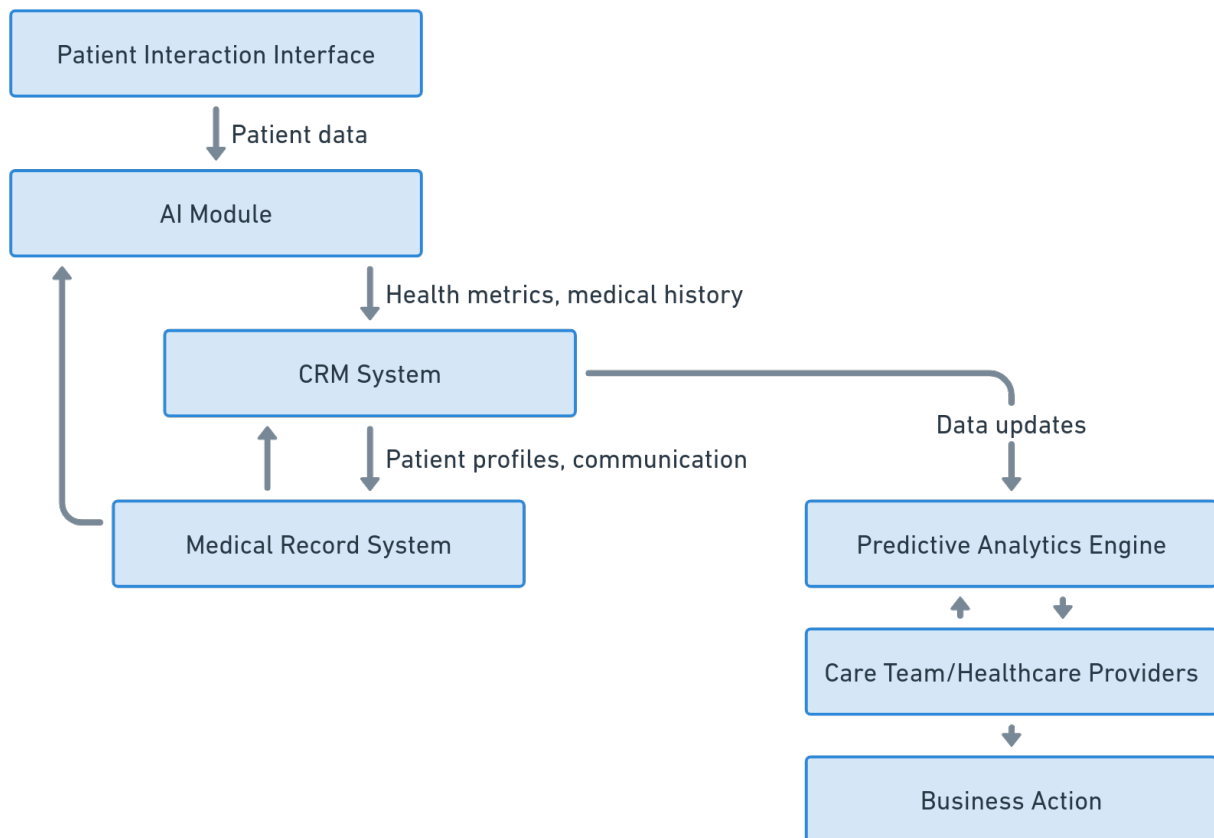 Patient Interaction Interface
Patient data
AI Module
Health metrics, medical history
CRM System
Data updates
Patient profiles, communication
Medical Record System
Predictive Analytics Engine
Care Team/Healthcare Providers
Business Action